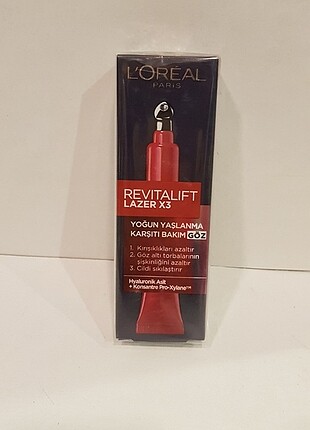 L'ORÉAL
PARIS
REVITALIFT
LAZER X3
YOĞUN YAŞLANMA
KARŞITI BAKIM GÖZ
1. Kırışıklıkları azaltır
2. Göz altı torbalarının
şişkinliğini azaltır
3. Cildi sıkılaştırır
Hyaluronik Asit
+ Konsantre Pro-Xylane™